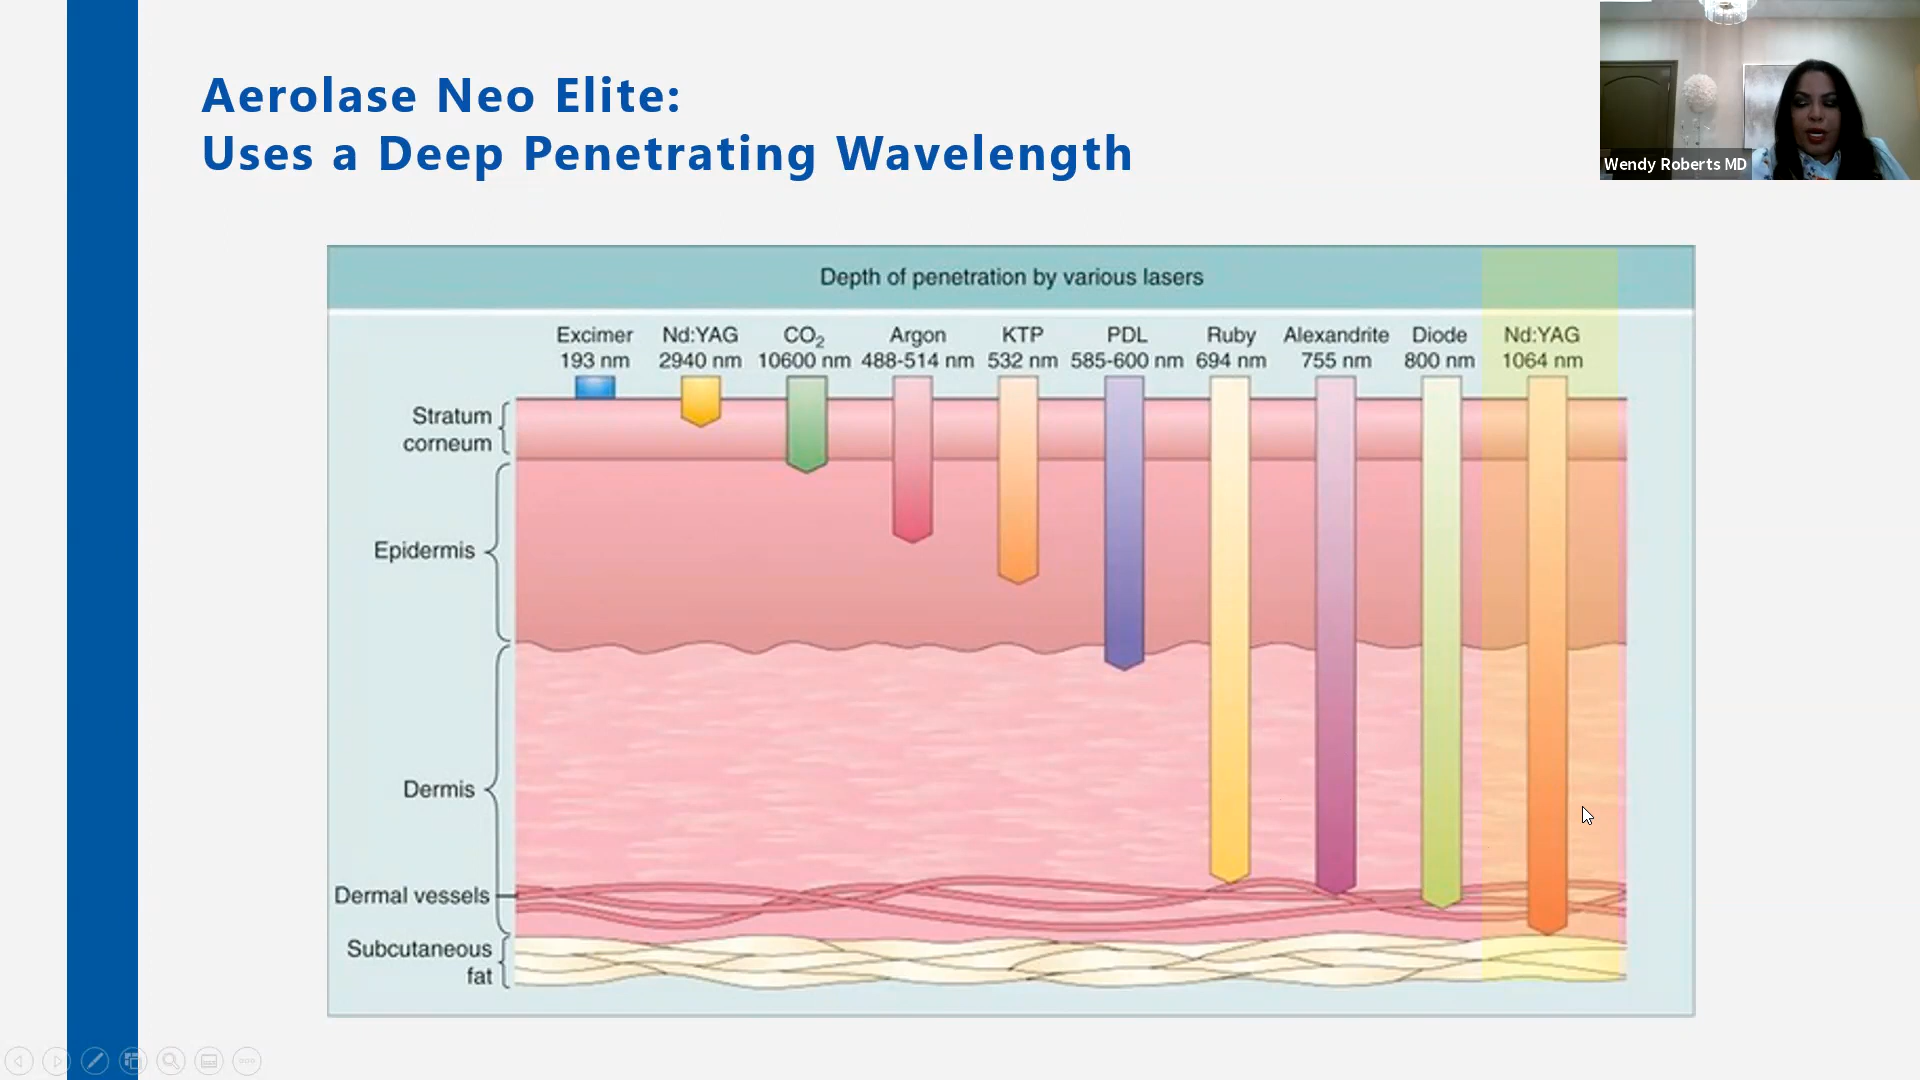 Aerolase Neo Elite:
Uses a Deep Penetrating Wavelength
Wendy Roberts MD
Depth of penetration by various lasers
Excimer Nd:YAG CO₂ Argon KTP PDL Ruby Alexandrite Diode Nd:YAG
193 nm 2940 nm 10600 nm 488-514 nm 532 nm 585-600 nm 694 nm 755 nm 800 nm 1064 nm
Stratum
corneum
Epidermis
Dermis
Dermal vessels
Subcutaneous
fat